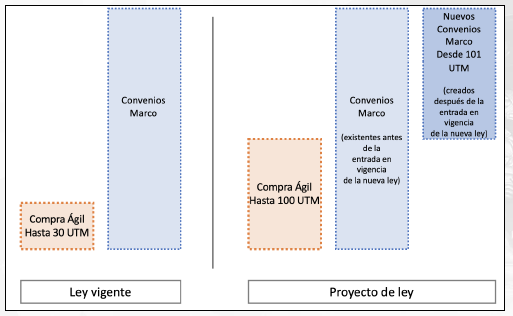 Convenios
Marco
Compra Ágil
Hasta 30 UTM
Ley vigente
Nuevos
Convenios
Marco
Desde 101
UTM
(creados
después de la
entrada en
vigencia
de la nueva ley)
Convenios
Marco
(existentes antes
de la
entrada en
vigencia
de la nueva ley)
Compra Ágil
Hasta 100 UTM
Proyecto de ley